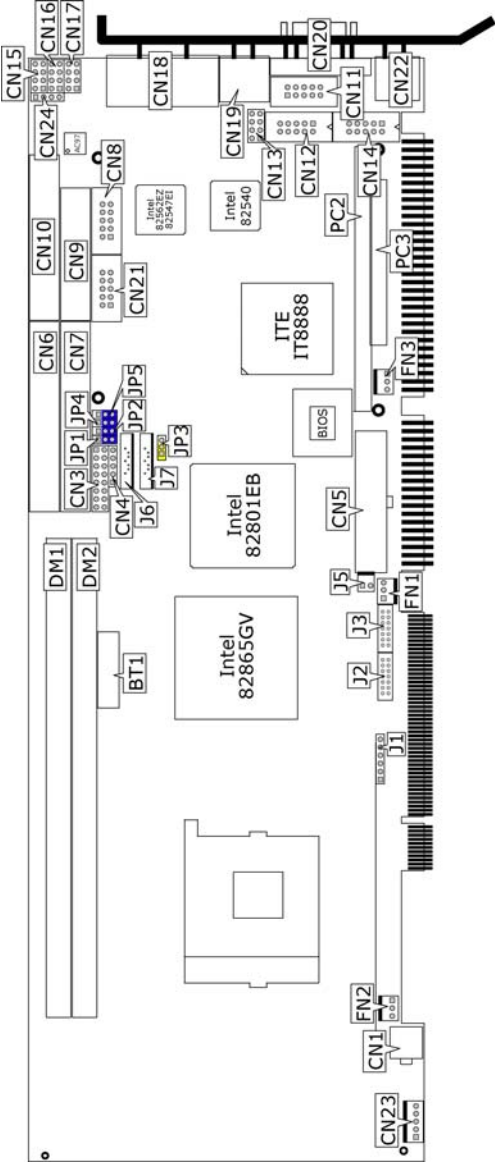 CN15
CN16
CN17
CN24
CN18
CN19
CN20
CN11
CN22
CN13
CN12
CN14
AC97
CN8
CN10
CN9
CN21
Intel
82562EZ
82547EI
Intel
82540
PC2
PC3
ITE
IT8888
FN3
CN6
CN7
JP4
JP5
JP1
JP2
JP3
CN3
CN4
J6
J7
BIOS
Intel
82801EB
CN5
J5
FN1
DM1
DM2
BT1
Intel
82865GV
J3
J2
J1
FN2
CN1
CN23